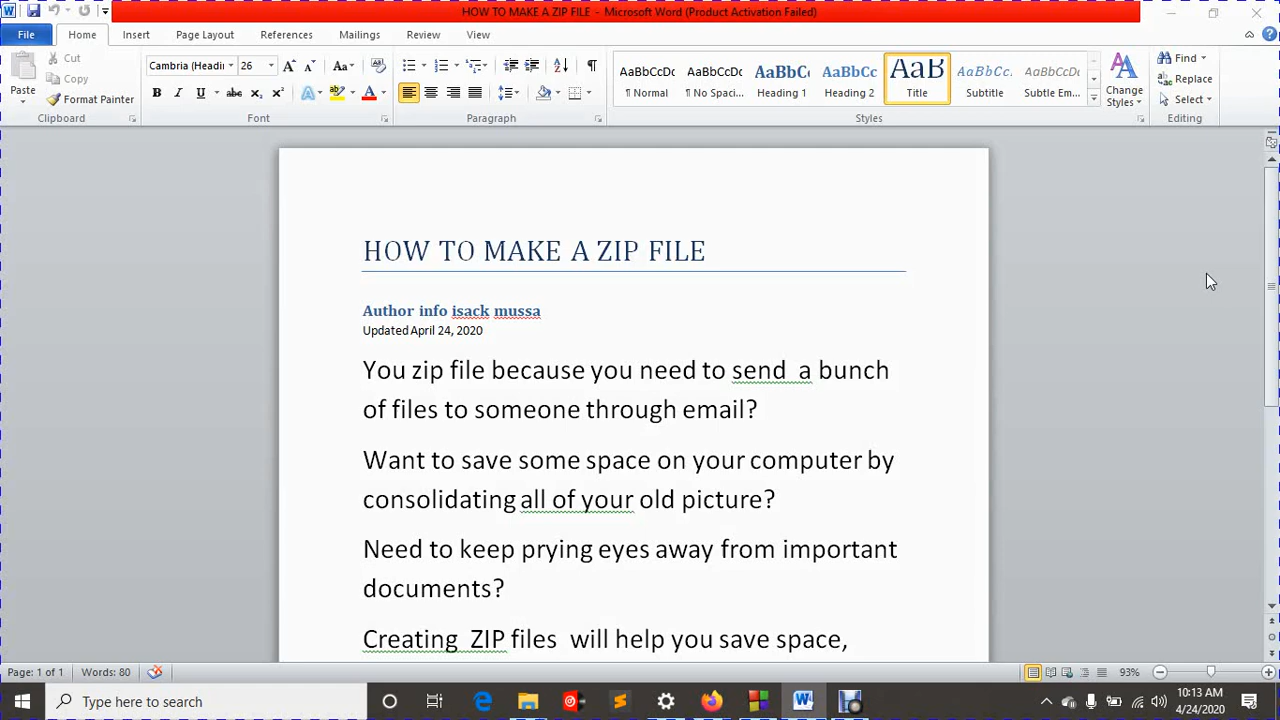 HOW TO MAKE A ZIP FILE - Microsoft Word (Product Activation Failed)
File Home Insert Page Layout References Mailings Review View
Cut
Copy
Format Painter
Paste
Cambria (Headi 26
AaBbCcDc AaBbCcDc AaBbCc AaBbCc AaB AaBbCc. AaBbCcDc
¶ Normal ¶ No Spaci... Heading 1 Heading 2 Title Subtitle Subtle Em...
Change
Styles
Find
Replace
Select
Clipboard Font Paragraph Styles Editing
HOW TO MAKE A ZIP FILE
Author info isack mussa
Updated April 24, 2020
You zip file because you need to send a bunch
of files to someone through email?
Want to save some space on your computer by
consolidating all of your old picture?
Need to keep prying eyes away from important
documents?
Creating ZIP files will help you save space,
Page: 1 of 1 Words: 80 93%
Type here to search
10:13 AM
4/24/2020